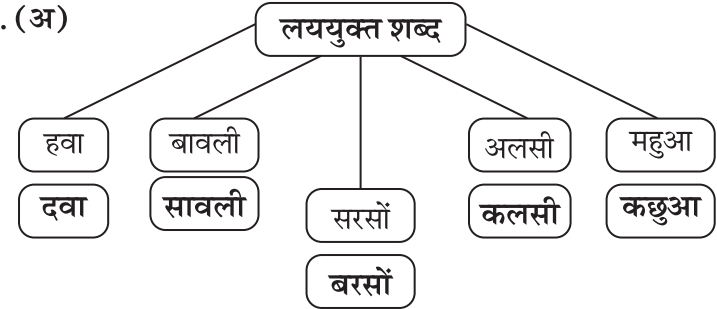 . (अ)
लययुक्त शब्द
हवा
दवा
बावली
सावली
सरसों
बरसों
अलसी
कलसी
महुआ
कछुआ